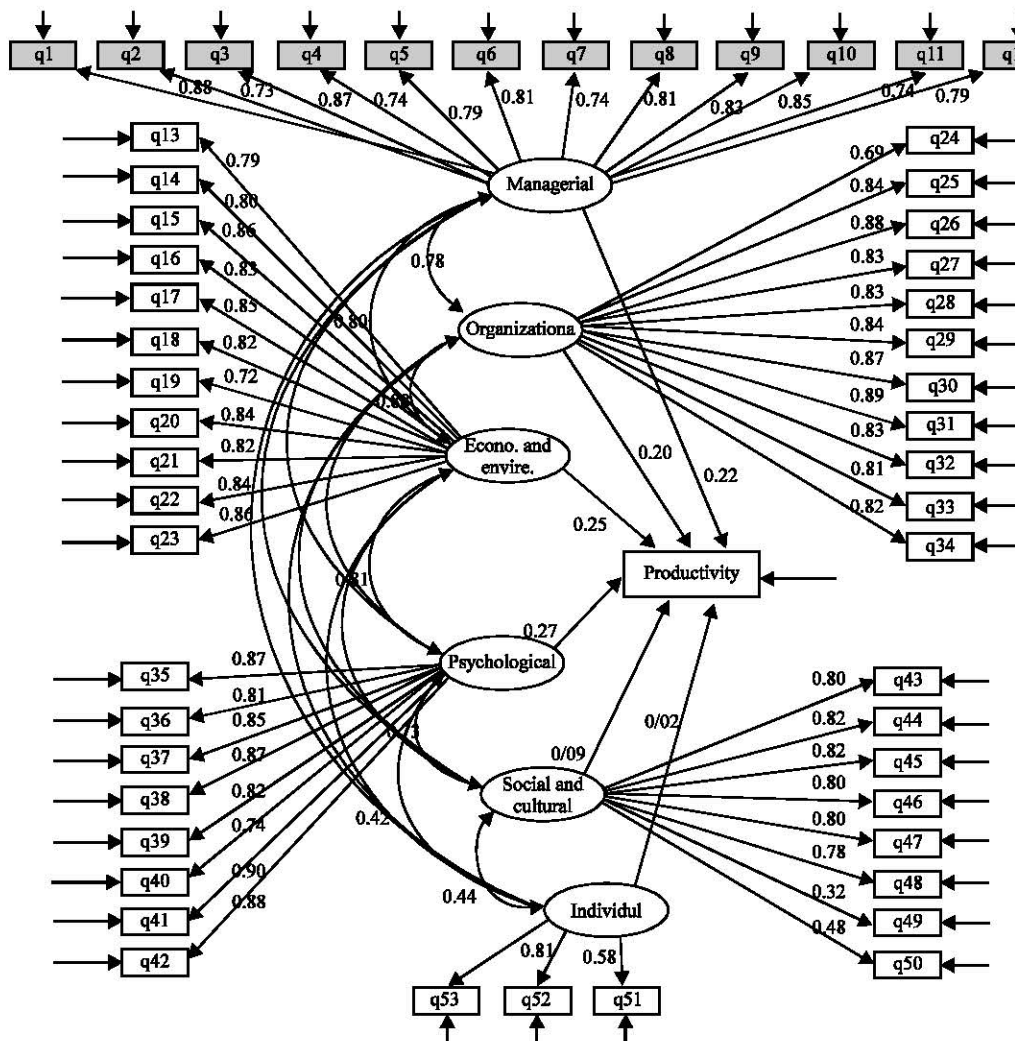 q1 q2 q3 q4 q5 q6 q7 q8 q9 q10 q11
0.88 0.73 0.87 0.74 0.79 0.81 0.74 0.81 0.83 0.85 0.74 0.79
Managerial
q13
q14
q15
q16
q17
q18
q19
q20
q21
q22
q23
0.79
0.80
0.86
0.83
0.85
0.82
0.72
0.84
0.82
0.84
0.86
q24
q25
q26
q27
q28
q29
q30
q31
q32
q33
q34
0.69
0.84
0.88
0.83
0.83
0.84
0.87
0.89
0.83
0.81
0.82
0.78
Organizationa
0.80
Econo. and
envire.
0.20
0.22
0.25
Productivity
0.81
0.27
Psychological
q35
q36
q37
q38
q39
q40
q41
q42
0.87
0.81
0.85
0.87
0.82
0.74
0.90
0.88
0/02
0/09
Social and
cultural
q43
q44
q45
q46
q47
q48
q49
q50
0.80
0.82
0.82
0.80
0.80
0.78
0.32
0.48
0.42
0.44
Individul
0.81
0.58
q53 q52 q51